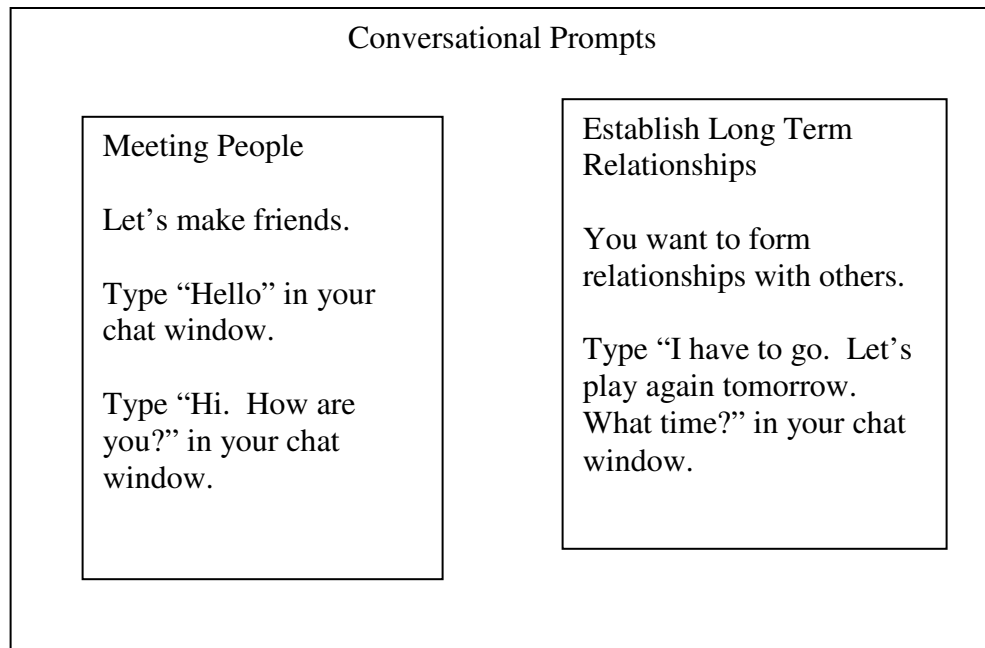 Conversational Prompts
Meeting People
Let’s make friends.
Type “Hello” in your
chat window.
Type “Hi.  How are
you?” in your chat
window.
Establish Long Term
Relationships
You want to form
relationships with others.
Type “I have to go.  Let’s
play again tomorrow.
What time?” in your chat
window.